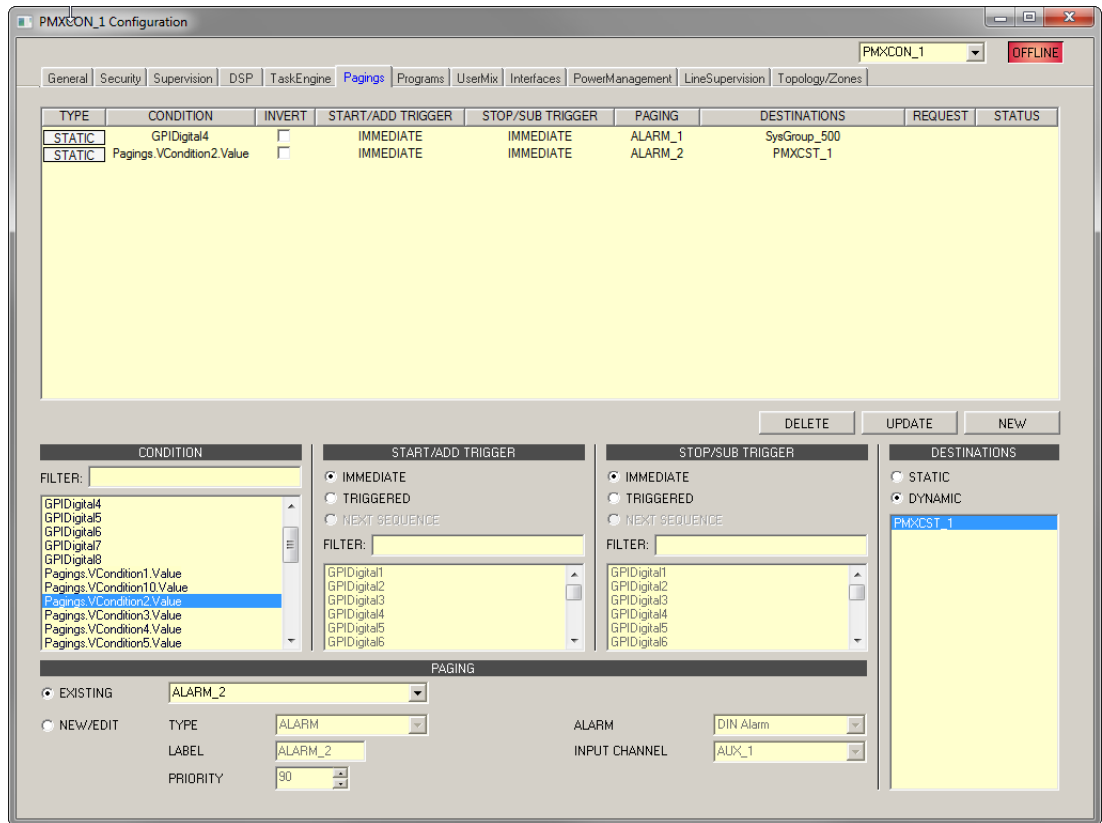 PMXCON_1 Configuration
PMXCON_1 OFFLINE
General Security Supervision DSP TaskEngine Pagings Programs UserMix Interfaces PowerManagement LineSupervision Topology/Zones
TYPE CONDITION INVERT START/ADD TRIGGER STOP/SUB TRIGGER PAGING DESTINATIONS REQUEST STATUS
STATIC GPIDigital4 IMMEDIATE IMMEDIATE ALARM_1 SysGroup_500
STATIC Pagings.VCondition2.Value IMMEDIATE IMMEDIATE ALARM_2 PMXCST_1
DELETE UPDATE NEW
CONDITION
FILTER:
GPIDigital4
GPIDigital5
GPIDigital6
GPIDigital7
GPIDigital8
Pagings.VCondition1.Value
Pagings.VCondition10.Value
Pagings.VCondition2.Value
Pagings.VCondition3.Value
Pagings.VCondition4.Value
Pagings.VCondition5.Value
START/ADD TRIGGER
IMMEDIATE
TRIGGERED
NEXT SEQUENCE
FILTER:
GPIDigital1
GPIDigital2
GPIDigital3
GPIDigital4
GPIDigital5
GPIDigital6
STOP/SUB TRIGGER
IMMEDIATE
TRIGGERED
NEXT SEQUENCE
FILTER:
GPIDigital1
GPIDigital2
GPIDigital3
GPIDigital4
GPIDigital5
GPIDigital6
DESTINATIONS
STATIC
DYNAMIC
PMXCST_1
PAGING
EXISTING ALARM_2
NEW/EDIT TYPE ALARM ALARM DIN Alarm
LABEL ALARM_2 INPUT CHANNEL AUX_1
PRIORITY 90